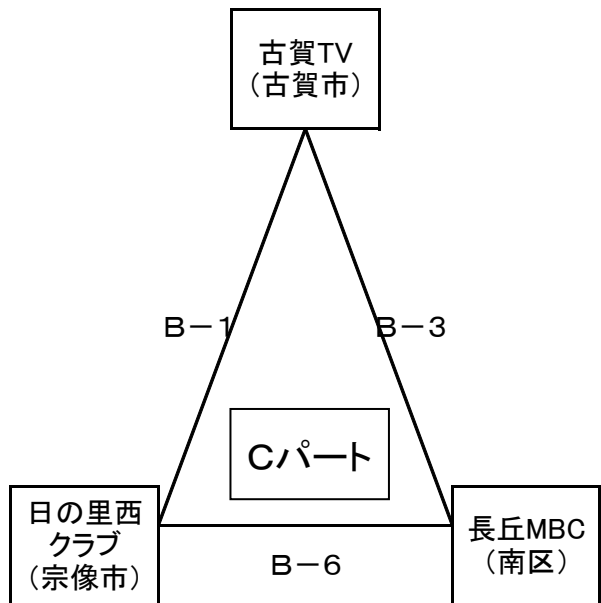 古賀TV
（古賀市）
B－1
B－3
Cパート
日の里西
クラブ
（宗像市）
長丘MBC
（南区）
B－6